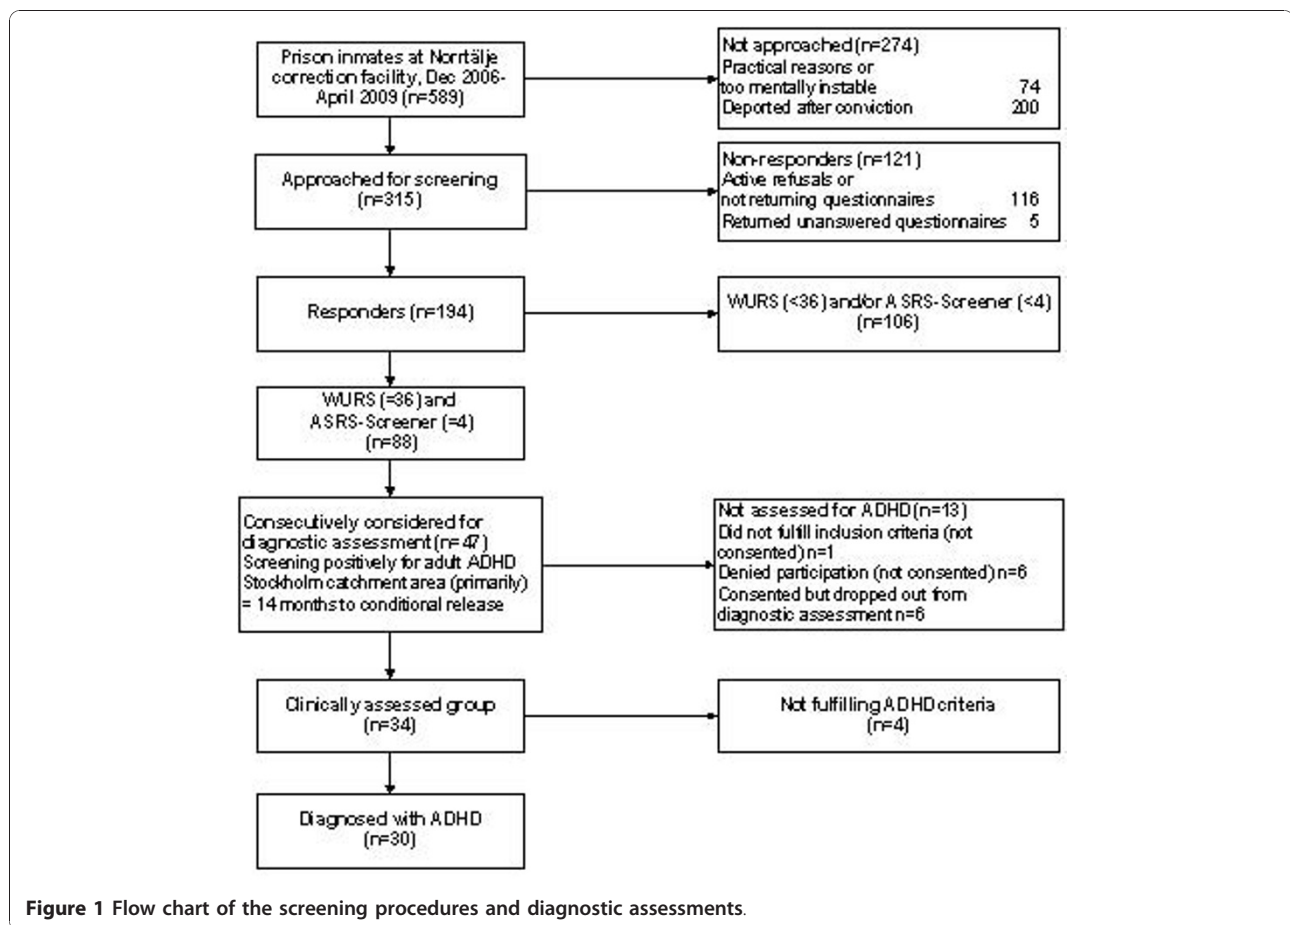 Prison inmates at Norrtälje
correction facility, Dec 2006-
April 2009 (n=589)
Not approached (n=274)
Practical reasons or
too mentally instable 74
Deported after conviction 200
Approached for screening
(n=315)
Non-responders (n=121)
Active refusals or
not returning questionnaires 116
Returned unanswered questionnaires 5
Responders (n=194)
WURS (<36) and/or ASRS-Screener (<4)
(n=106)
WURS (=36) and
ASRS-Screener (=4)
(n=88)
Consecutively considered for
diagnostic assessment (n=47)
Screening positively for adult ADHD
Stockholm catchment area (primarily)
= 14 months to conditional release
Not assessed for ADHD (n=13)
Did not fulfill inclusion criteria (not
consented) n=1
Denied participation (not consented) n=6
Consented but dropped out from
diagnostic assessment n=6
Clinically assessed group
(n=34)
Not fulfilling ADHD criteria
(n=4)
Diagnosed with ADHD
(n=30)
Figure 1 Flow chart of the screening procedures and diagnostic assessments.